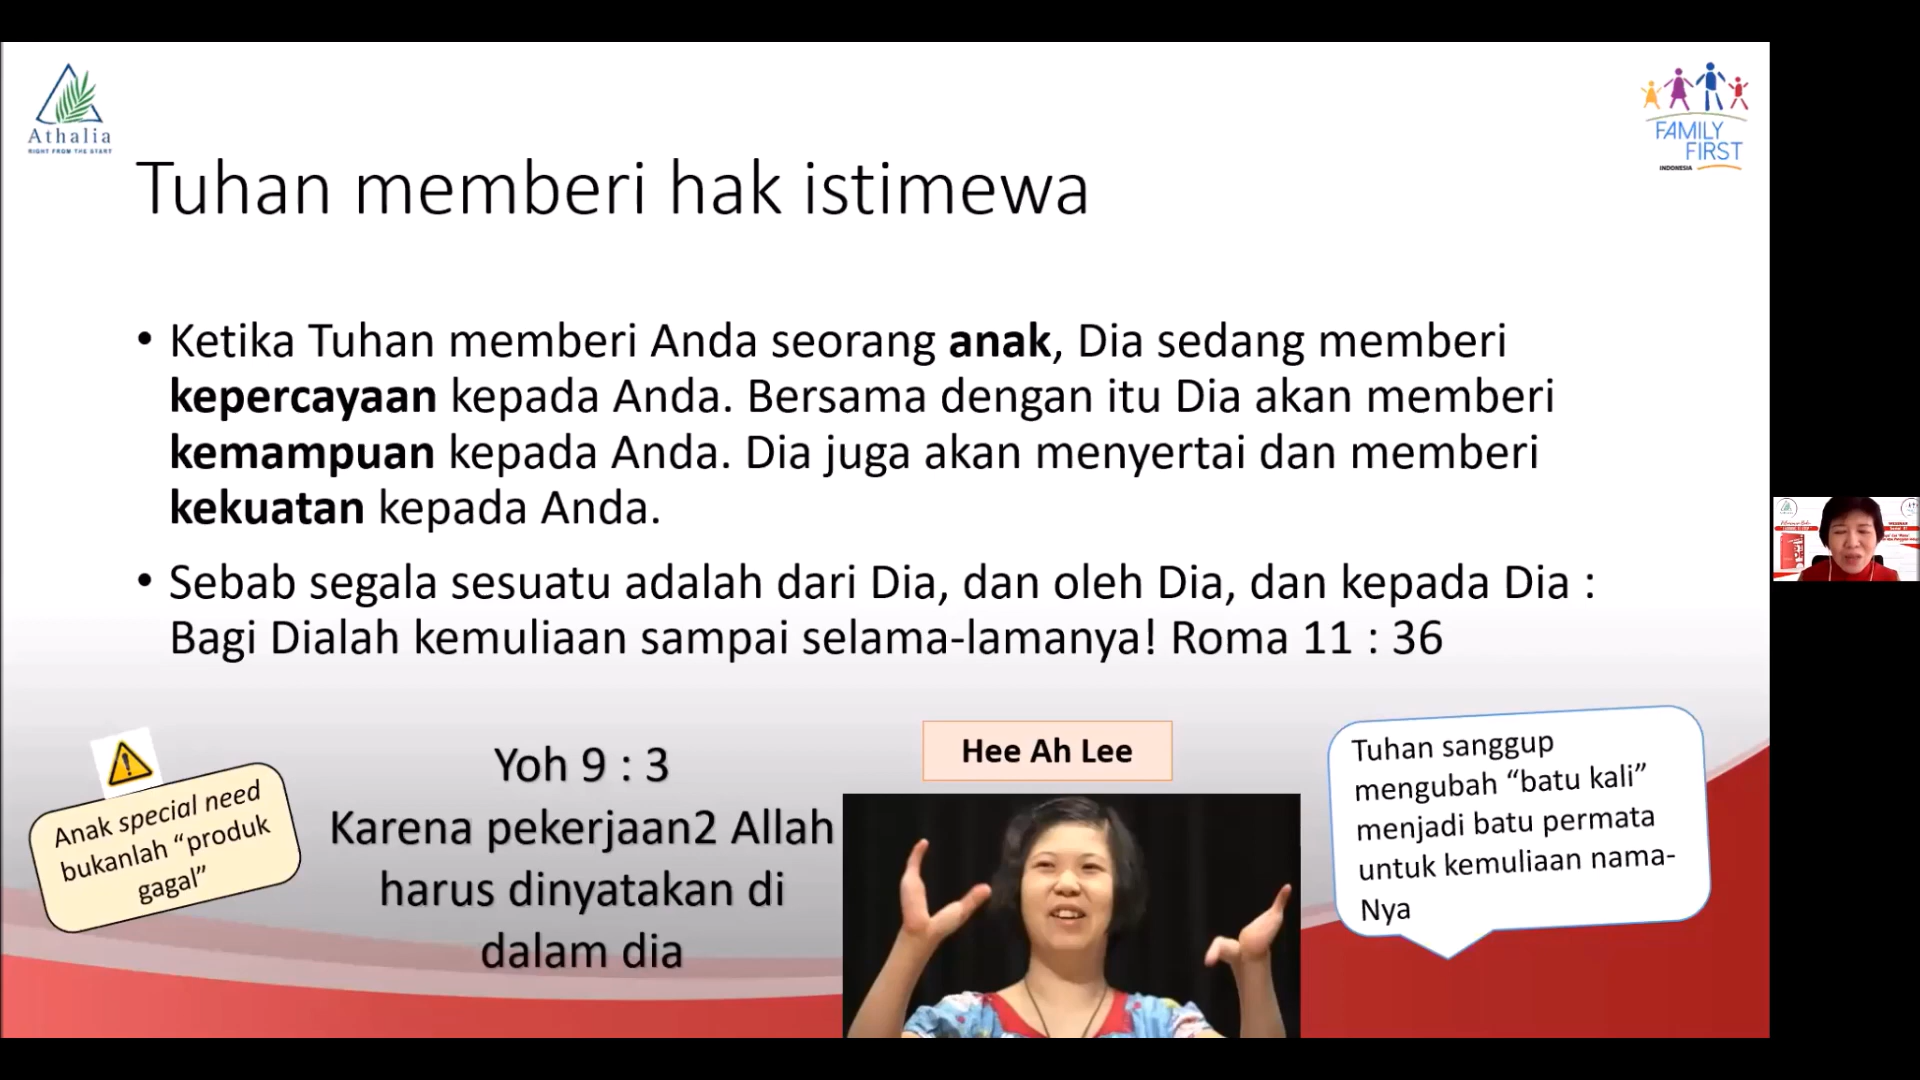 Athalia
RIGHT FROM THE START
FAMILY
FIRST
INDONESIA
Tuhan memberi hak istimewa
• Ketika Tuhan memberi Anda seorang anak, Dia sedang memberi
kepercayaan kepada Anda. Bersama dengan itu Dia akan memberi
kemampuan kepada Anda. Dia juga akan menyertai dan memberi
kekuatan kepada Anda.
• Sebab segala sesuatu adalah dari Dia, dan oleh Dia, dan kepada Dia :
Bagi Dialah kemuliaan sampai selama-lamanya! Roma 11 : 36
Anak special need
bukanlah “produk
gagal”
Yoh 9 : 3
Karena pekerjaan2 Allah
harus dinyatakan di
dalam dia
Hee Ah Lee
Tuhan sanggup
mengubah “batu kali”
menjadi batu permata
untuk kemuliaan nama-
Nya